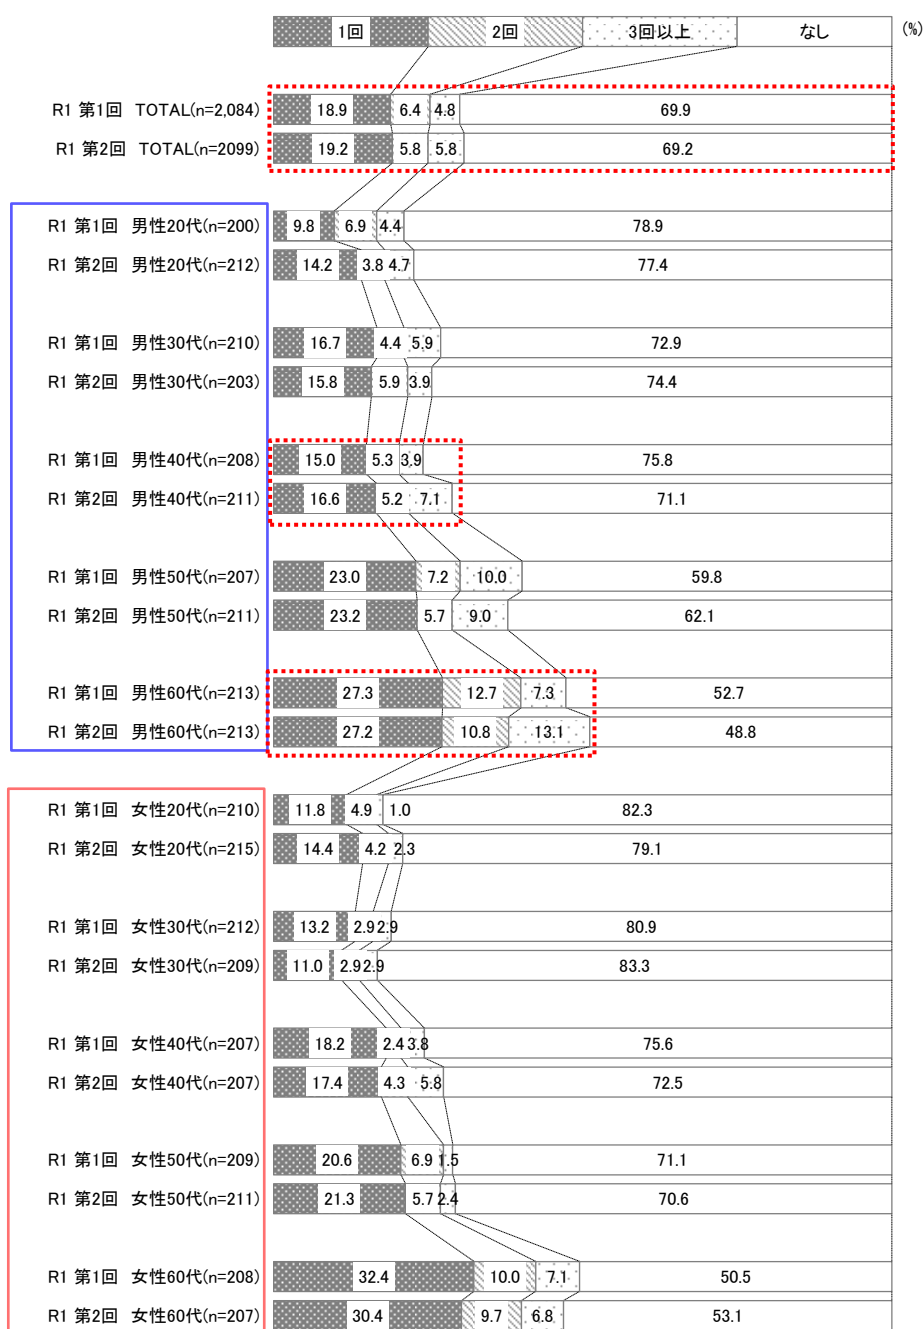 1回 2回 3回以上 なし (%)
R1 第1回 TOTAL(n=2,084) 18.9 6.4 4.8 69.9
R1 第2回 TOTAL(n=2099) 19.2 5.8 5.8 69.2
R1 第1回 男性20代(n=200) 9.8 6.9 4.4 78.9
R1 第2回 男性20代(n=212) 14.2 3.8 4.7 77.4
R1 第1回 男性30代(n=210) 16.7 4.4 5.9 72.9
R1 第2回 男性30代(n=203) 15.8 5.9 3.9 74.4
R1 第1回 男性40代(n=208) 15.0 5.3 3.9 75.8
R1 第2回 男性40代(n=211) 16.6 5.2 7.1 71.1
R1 第1回 男性50代(n=207) 23.0 7.2 10.0 59.8
R1 第2回 男性50代(n=211) 23.2 5.7 9.0 62.1
R1 第1回 男性60代(n=213) 27.3 12.7 7.3 52.7
R1 第2回 男性60代(n=213) 27.2 10.8 13.1 48.8
R1 第1回 女性20代(n=210) 11.8 4.9 1.0 82.3
R1 第2回 女性20代(n=215) 14.4 4.2 2.3 79.1
R1 第1回 女性30代(n=212) 13.2 2.9 2.9 80.9
R1 第2回 女性30代(n=209) 11.0 2.9 2.9 83.3
R1 第1回 女性40代(n=207) 18.2 2.4 3.8 75.6
R1 第2回 女性40代(n=207) 17.4 4.3 5.8 72.5
R1 第1回 女性50代(n=209) 20.6 6.9 1.5 71.1
R1 第2回 女性50代(n=211) 21.3 5.7 2.4 70.6
R1 第1回 女性60代(n=208) 32.4 10.0 7.1 50.5
R1 第2回 女性60代(n=207) 30.4 9.7 6.8 53.1